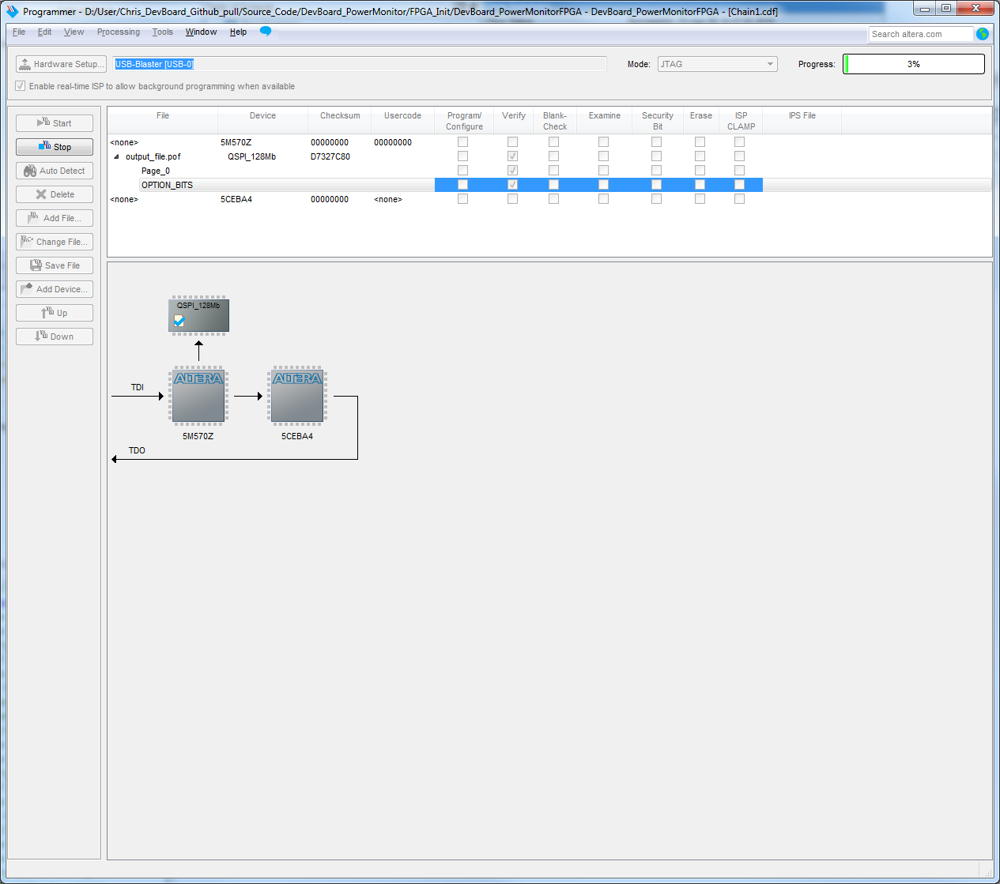 Programmer - D:/User/Chris_DevBoard_Github_pull/Source_Code/DevBoard_PowerMonitor/FPGA_Init/DevBoard_PowerMonitorFPGA - DevBoard_PowerMonitorFPGA - [Chain1.cdf]
File Edit View Processing Tools Window Help
Search altera.com
Hardware Setup... USB-Blaster [USB-0] Mode: JTAG Progress: 3%
Enable real-time ISP to allow background programming when available
Start
Stop
Auto Detect
Delete
Add File...
Change File...
Save File
Add Device...
Up
Down
File Device Checksum Usercode Program/ Configure Verify Blank- Check Examine Security Bit Erase ISP CLAMP IPS File
<none> 5M570Z 00000000 00000000
output_file.pof QSPI_128Mb D7327C80
Page_0
OPTION_BITS
<none> 5CEBA4 00000000 <none>
QSPI_128Mb
ALTERA ALTERA
TDI
5M570Z 5CEBA4
TDO